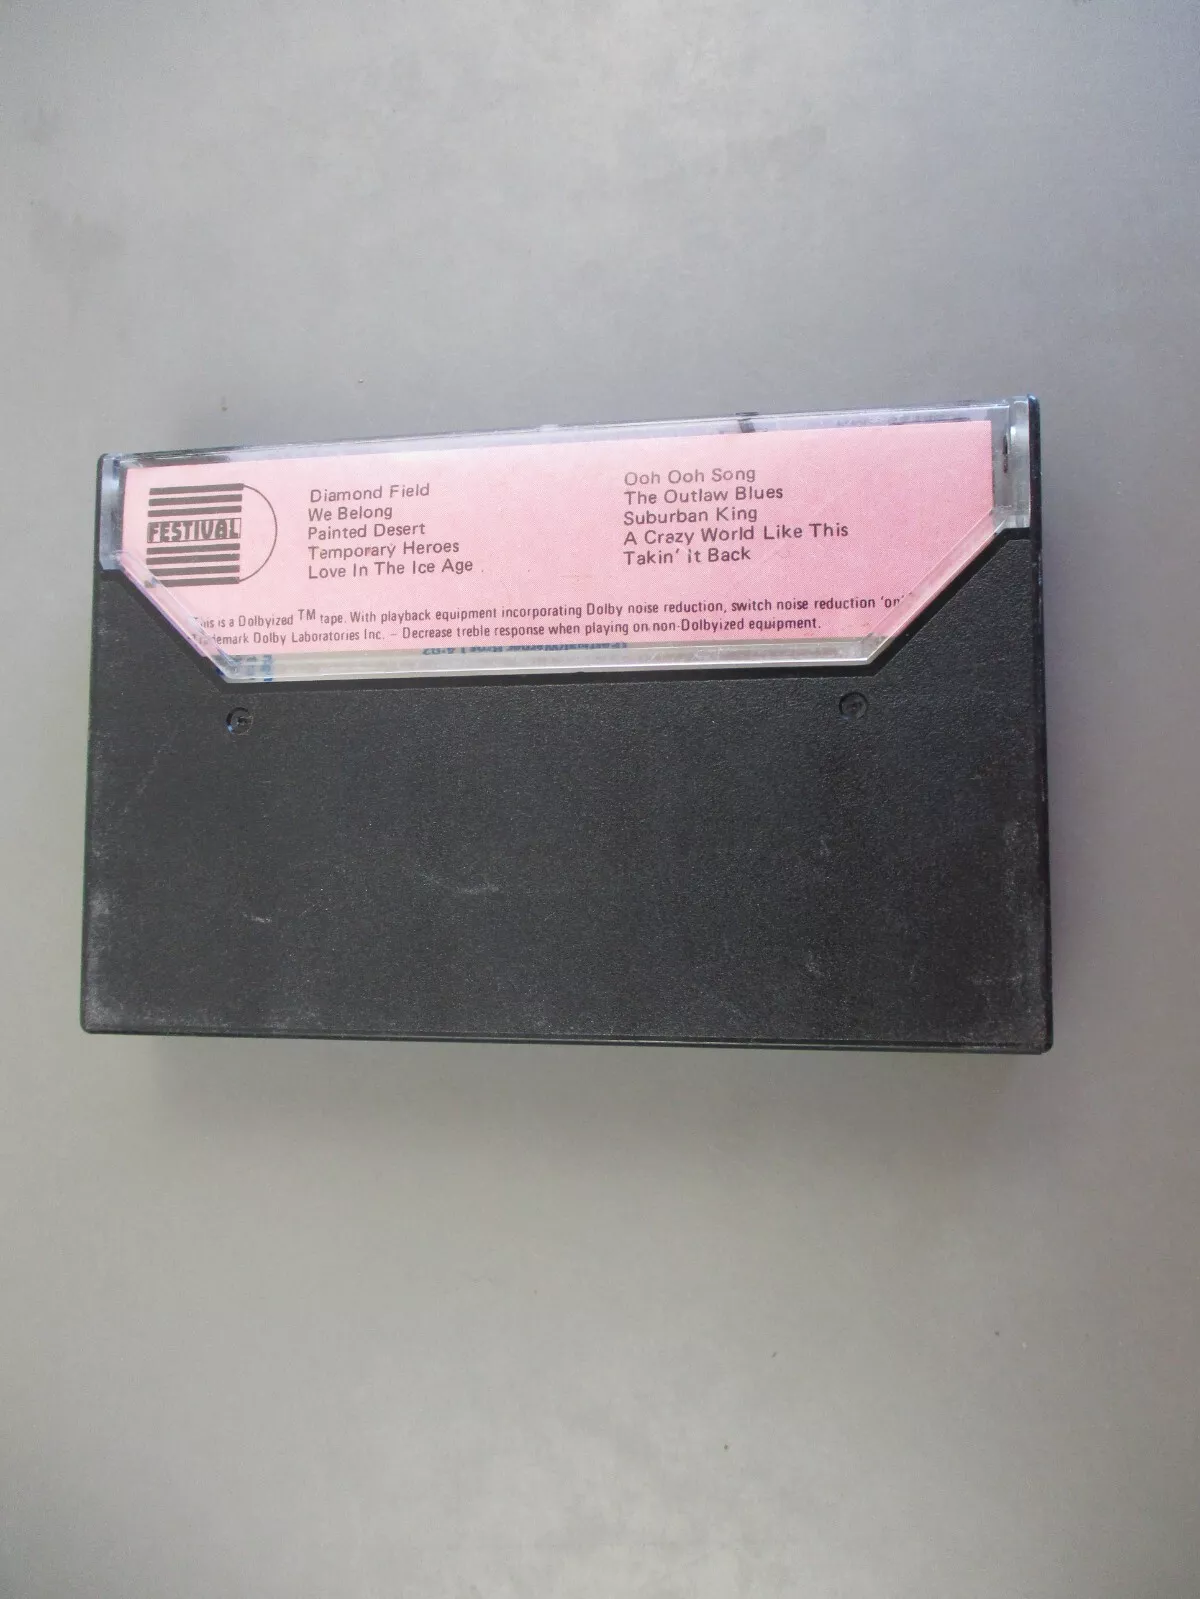 FESTIVAL
Diamond Field
We Belong
Painted Desert
Temporary Heroes
Love In The Ice Age
Ooh Ooh Song
The Outlaw Blues
Suburban King
A Crazy World Like This
Takin' it Back
This is a Dolbyized TM tape. With playback equipment incorporating Dolby noise reduction, switch noise reduction 'on'
Trademark Dolby Laboratories Inc. – Decrease treble response when playing on non-Dolbyized equipment.